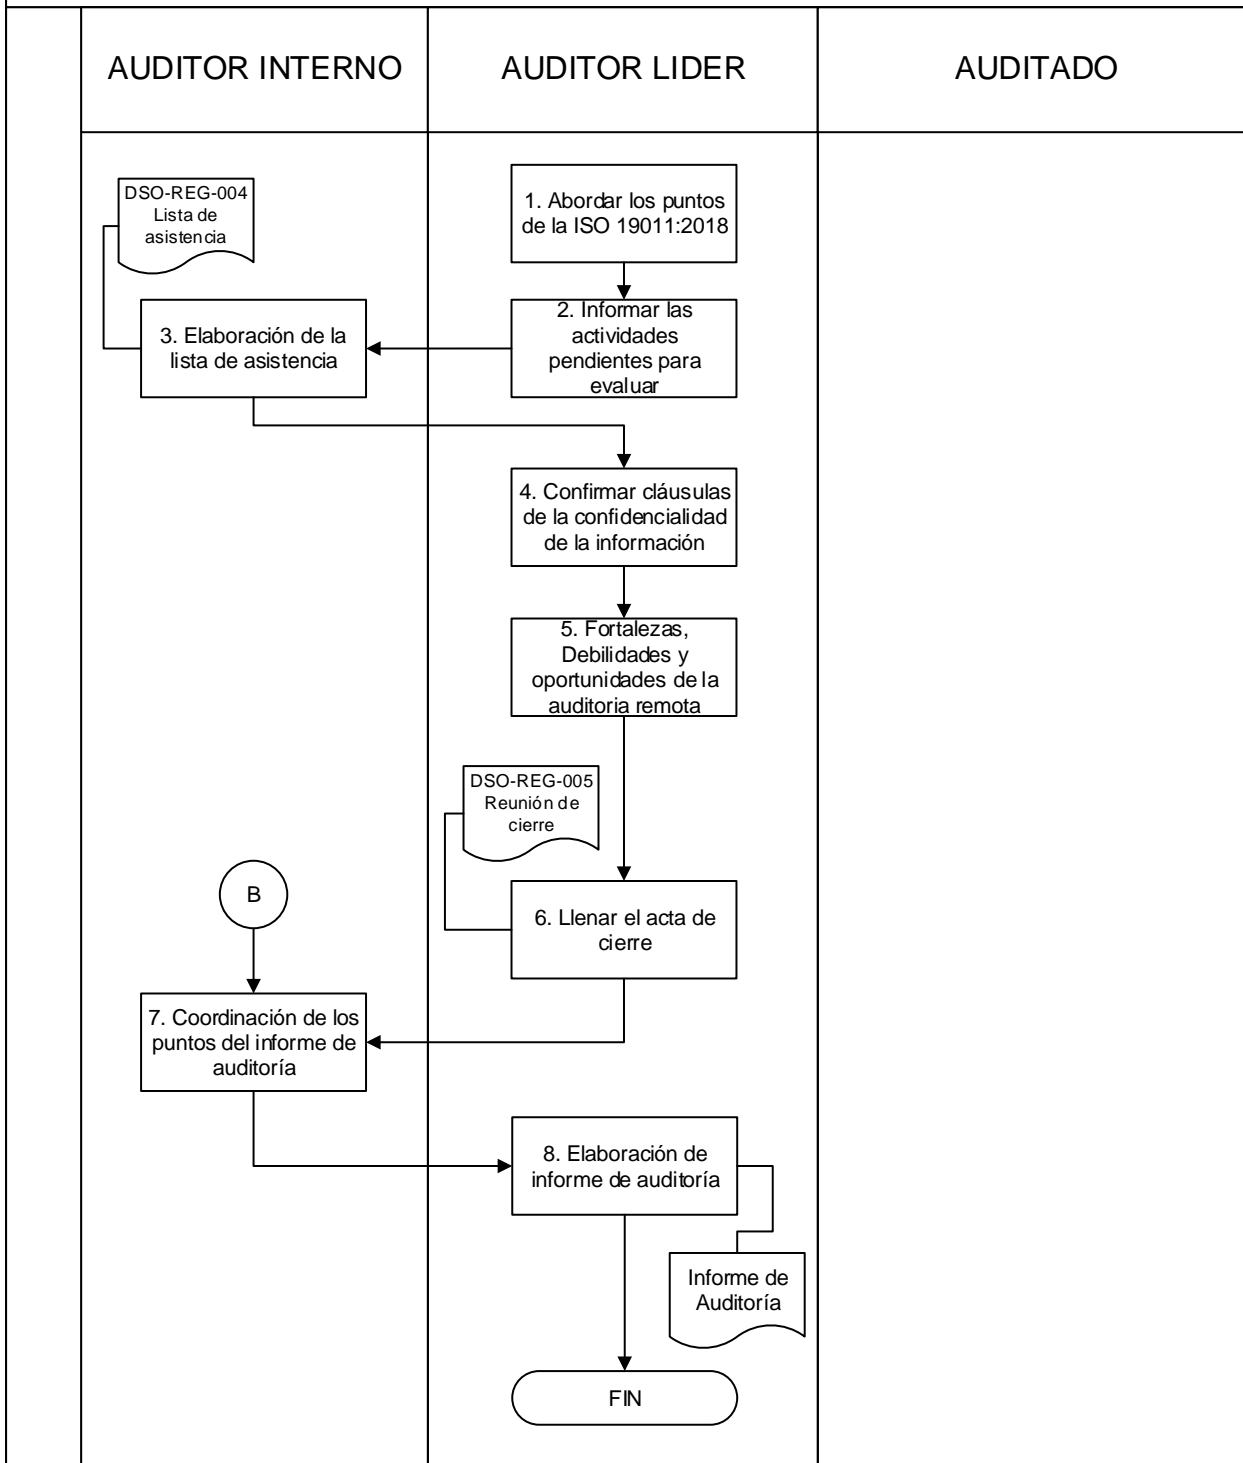 AUDITOR INTERNO
AUDITOR LIDER
AUDITADO
DSO-REG-004
Lista de
asistencia
1. Abordar los puntos
de la ISO 19011:2018
2. Informar las
actividades
pendientes para
evaluar
3. Elaboración de la
lista de asistencia
4. Confirmar cláusulas
de la confidencialidad
de la información
5. Fortalezas,
Debilidades y
oportunidades de la
auditoria remota
DSO-REG-005
Reunión de
cierre
6. Llenar el acta de
cierre
B
7. Coordinación de los
puntos del informe de
auditoría
8. Elaboración de
informe de auditoría
Informe de
Auditoría
FIN